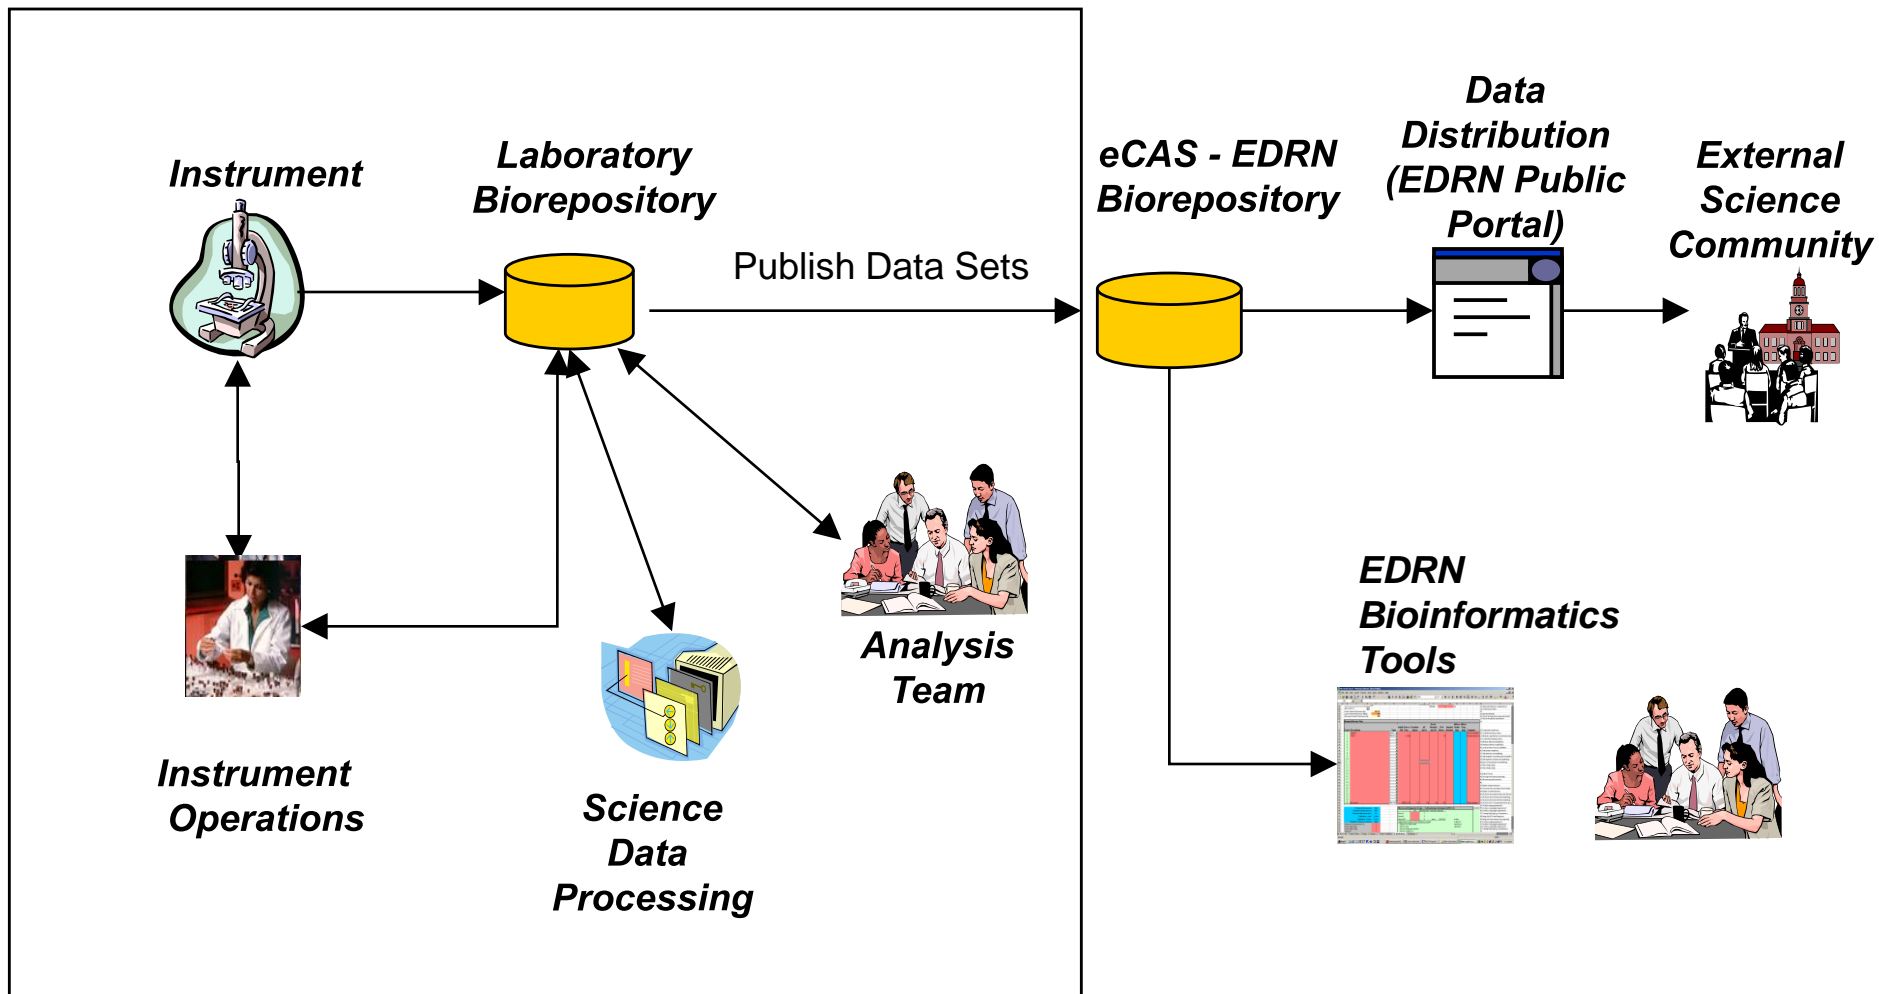 Instrument
Laboratory
Biorepository
Publish Data Sets
eCAS - EDRN
Biorepository
Data
Distribution
(EDRN Public
Portal)
External
Science
Community
Instrument
Operations
Science
Data
Processing
Analysis
Team
EDRN
Bioinformatics
Tools